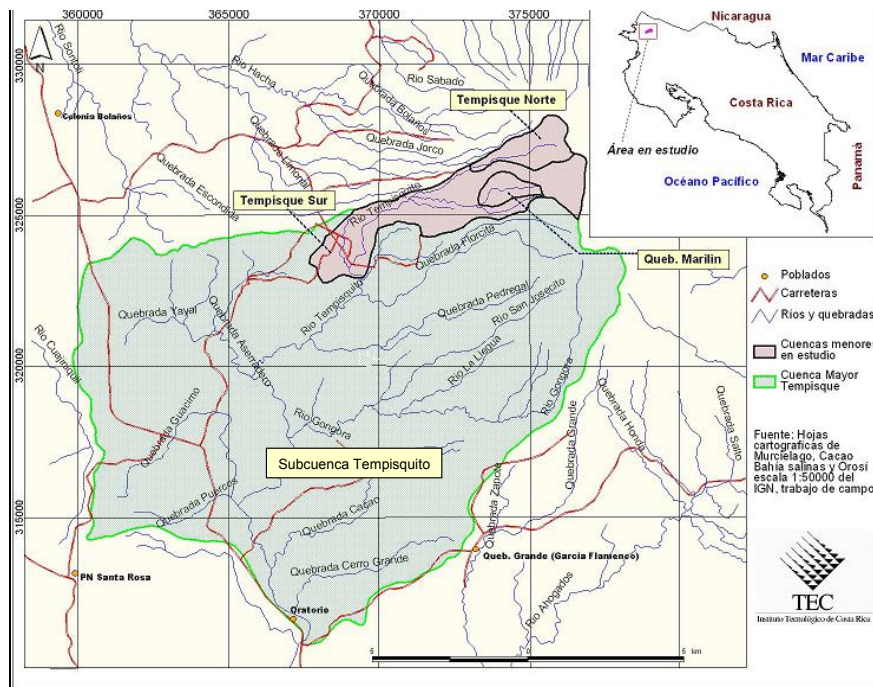 360000
365000
370000
375000
330000
325000
320000
315000
N
Rio Sontoli
Colonia Bolaños
Rio Hacha
Rio Sabado
Quebrada Bolaños
Quebrada Jorco
Quebrada Limonal
Quebrada Escondida
Tempisque Norte
Tempisque Sur
Rio Tempisquito
Queb. Marilin
Quebrada Florcita
Rio Tempisquito
Quebrada Pedregal
Rio San Josecito
Quebrada Yayal
Quebrada Aserradero
Rio Cuajiniquil
Rio La Llegua
Rio Gongora
Quebrada Guacimo
Rio Gongora
Quebrada Grande
Quebrada Honda
Quebrada Salto
Subcuenca Tempisquito
Quebrada Puercos
Quebrada Cacao
Quebrada Zapote
Quebrada Cerro Grande
Queb. Grande (Garcia Flamenco)
PN Santa Rosa
Oratorio
Rio Ahogados
5
0
5 km
Nicaragua
Mar Caribe
Costa Rica
Área en estudio
Océano Pacífico
Panamá
Poblados
Carreteras
Ríos y quebradas
Cuencas menores
en estudio
Cuenca Mayor
Tempisque
Fuente: Hojas
cartograficas de
Murcielago, Cacao
Bahía salinas y Orosi
escala 1:50000 del
IGN, trabajo de campo
TEC
Instituto Tecnológico de Costa Rica